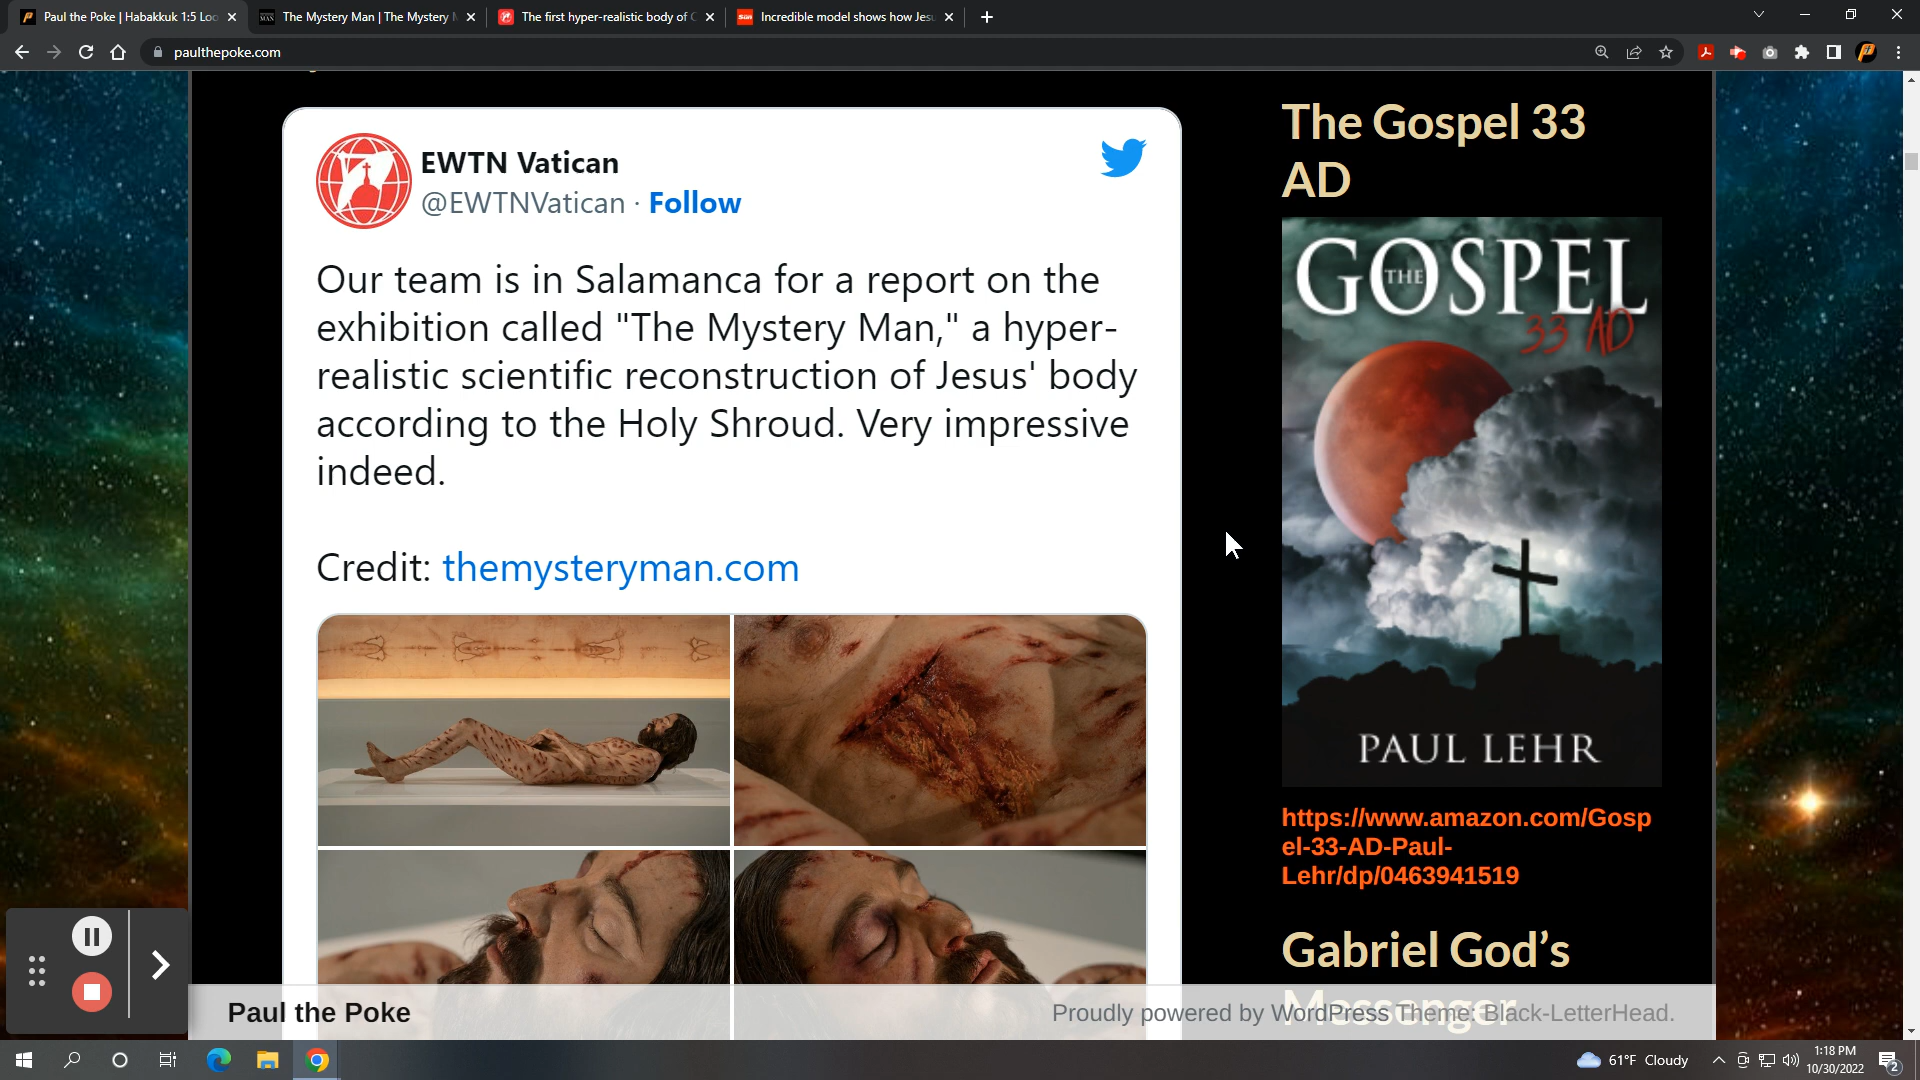 Paul the Poke | Habakkuk 1:5 Loo
The Mystery Man | The Mystery
The first hyper-realistic body of C
Sun
Incredible model shows how Jesu
paulthepoke.com
EWTN Vatican
@EWTNVatican · Follow
Our team is in Salamanca for a report on the
exhibition called "The Mystery Man," a hyper-
realistic scientific reconstruction of Jesus' body
according to the Holy Shroud. Very impressive
indeed.
Credit: themysteryman.com
The Gospel 33
AD
THE
GOSPEL
33 AD
PAUL LEHR
https://www.amazon.com/Gosp
el-33-AD-Paul-
Lehr/dp/0463941519
Gabriel God’s
Messenger
Paul the Poke
Proudly powered by WordPress Theme: Black-LetterHead.
61°F Cloudy
1:18 PM
10/30/2022
2